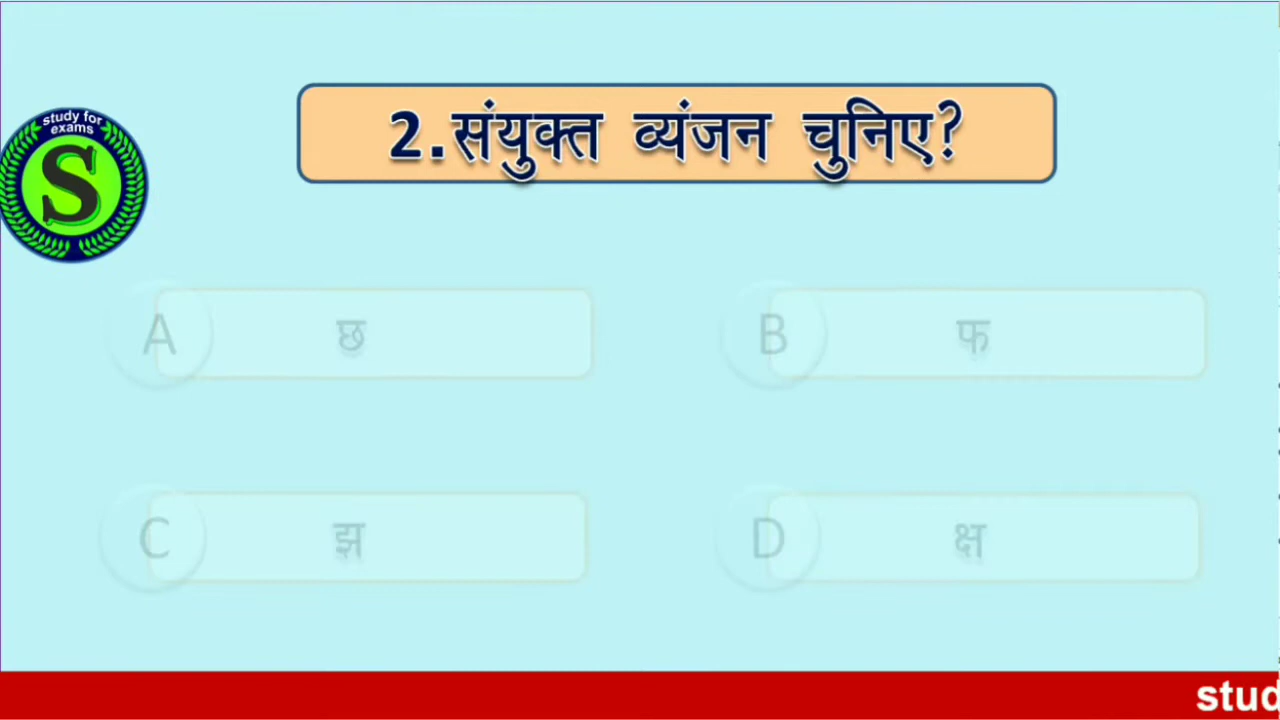 study for
exams
S
2.संयुक्त व्यंजन चुनिए?
A छ
B फ
C झ
D क्ष
stud